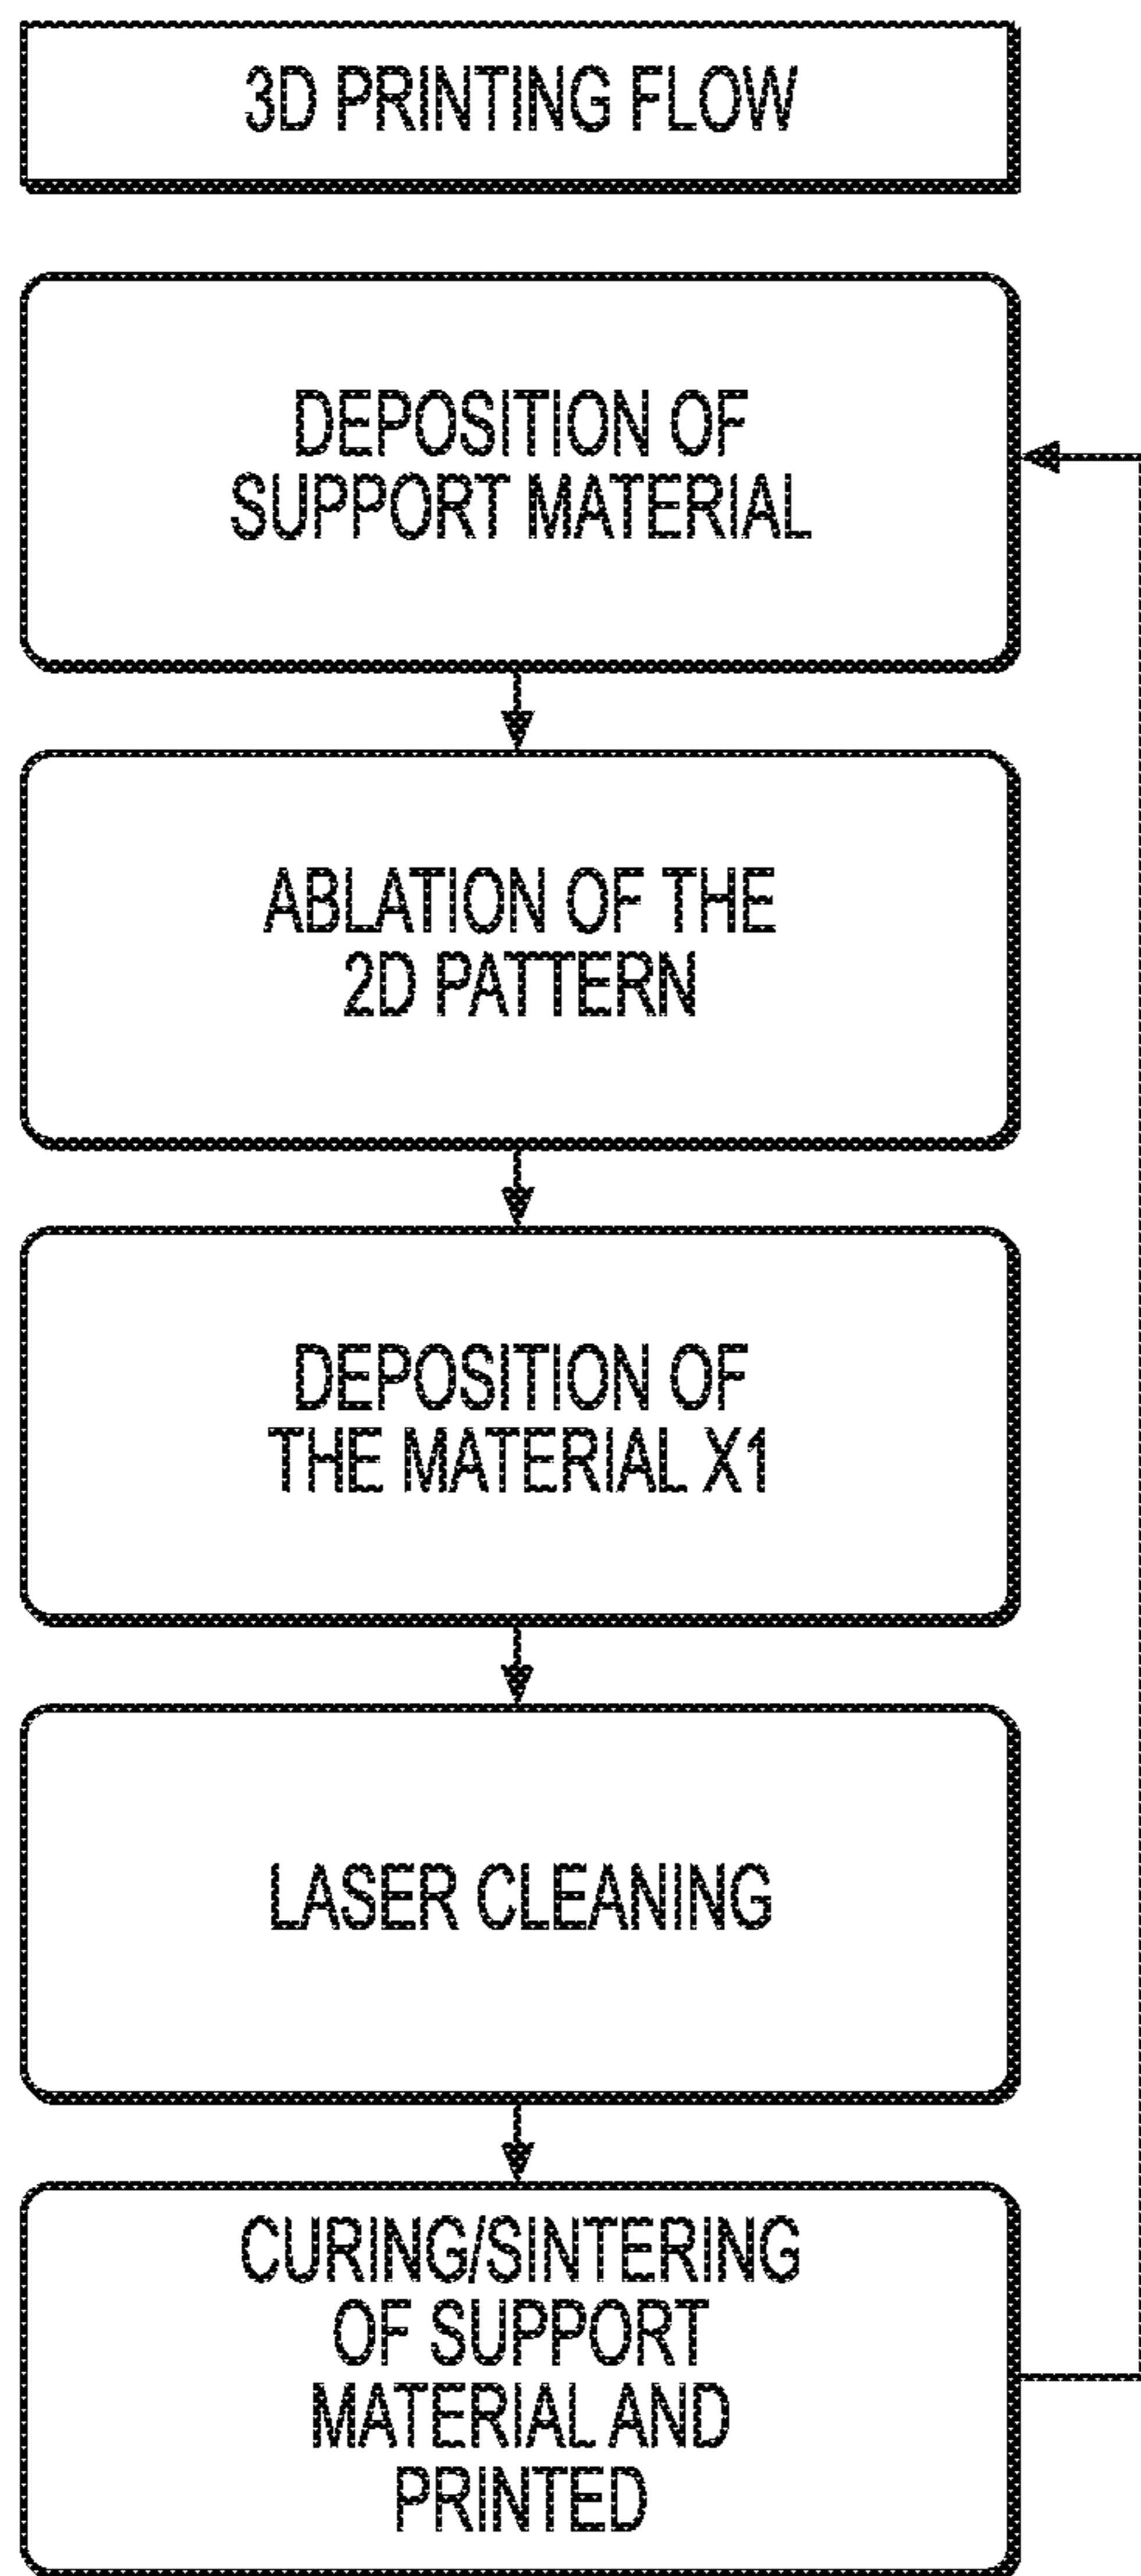 3D PRINTING FLOW
DEPOSITION OF
SUPPORT MATERIAL
ABLATION OF THE
2D PATTERN
DEPOSITION OF
THE MATERIAL X1
LASER CLEANING
CURING/SINTERING
OF SUPPORT
MATERIAL AND
PRINTED